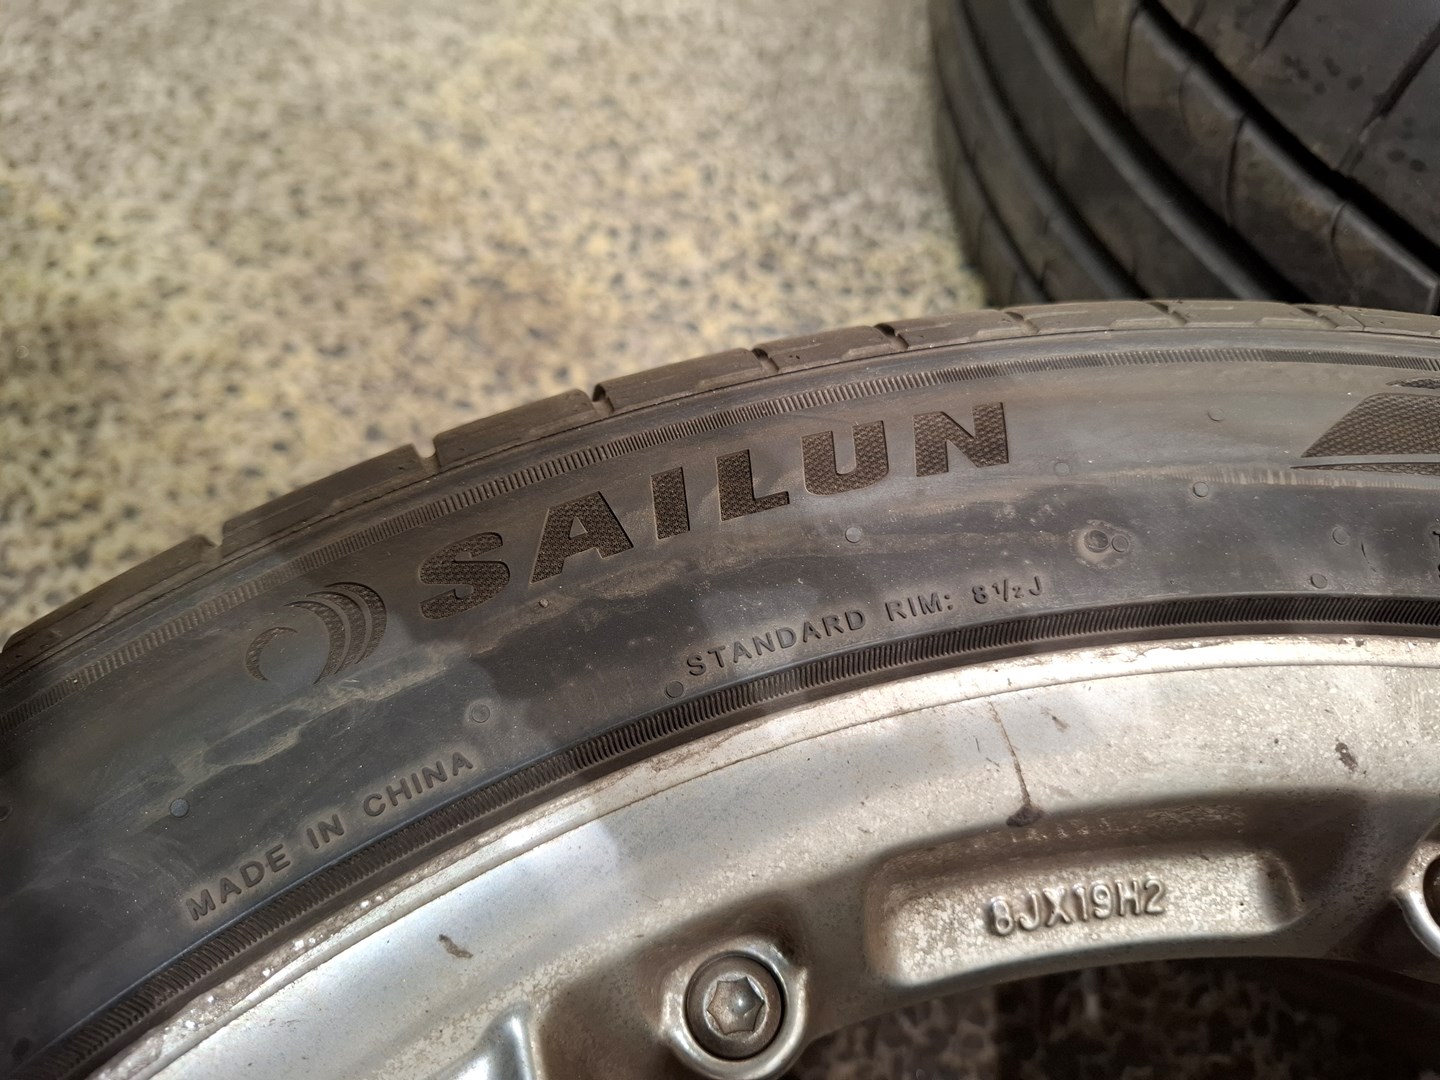 SAILUN
STANDARD RIM: 8½J
MADE IN CHINA
8JX19H2